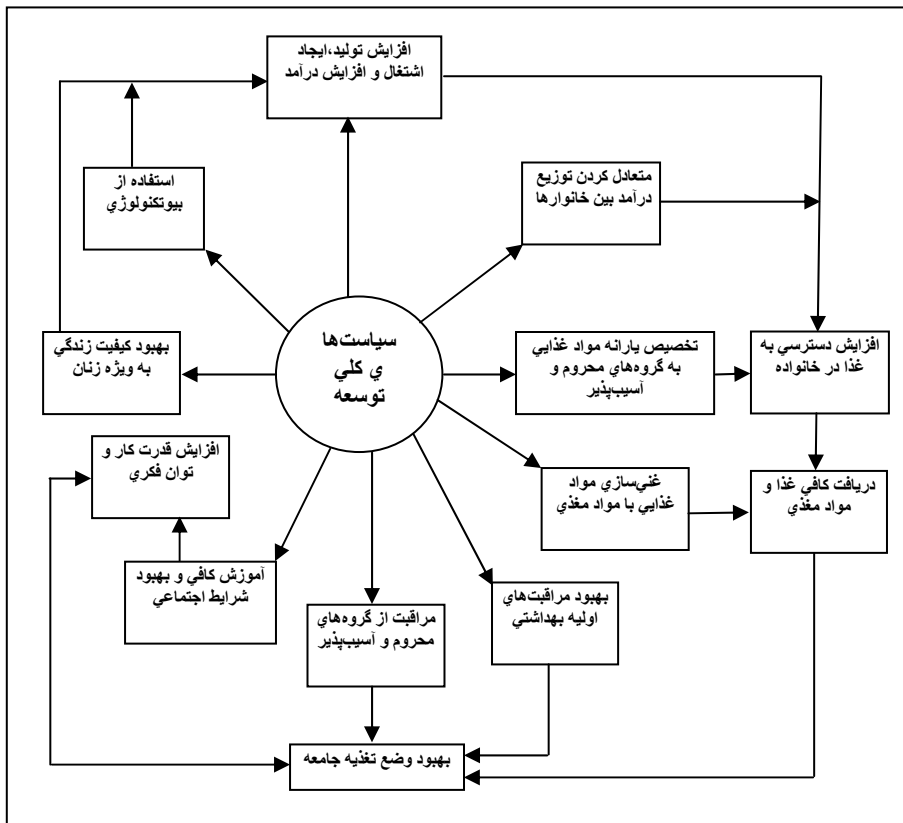 افزايش توليد،ايجاد
اشتغال و افزايش درآمد
استفاده از
بيوتكنولوژي
متعادل كردن توزيع
درآمد بين خانوارها
سياست‌ها
ي كلي
توسعه
بهبود كيفيت زندگي
به ويژه زنان
تخصيص يارانه مواد غذايي
به گروه‌هاي محروم و
آسيب‌پذير
افزايش دسترسي به
غذا در خانواده
افزايش قدرت كار و
توان فكري
غني‌سازي مواد
غذايي با مواد مغذي
دريافت كافي غذا و
مواد مغذي
آموزش كافي و بهبود
شرايط اجتماعي
مراقبت از گروه‌هاي
محروم و آسيب‌پذير
بهبود مراقبت‌هاي
اوليه بهداشتي
بهبود وضع تغذيه جامعه